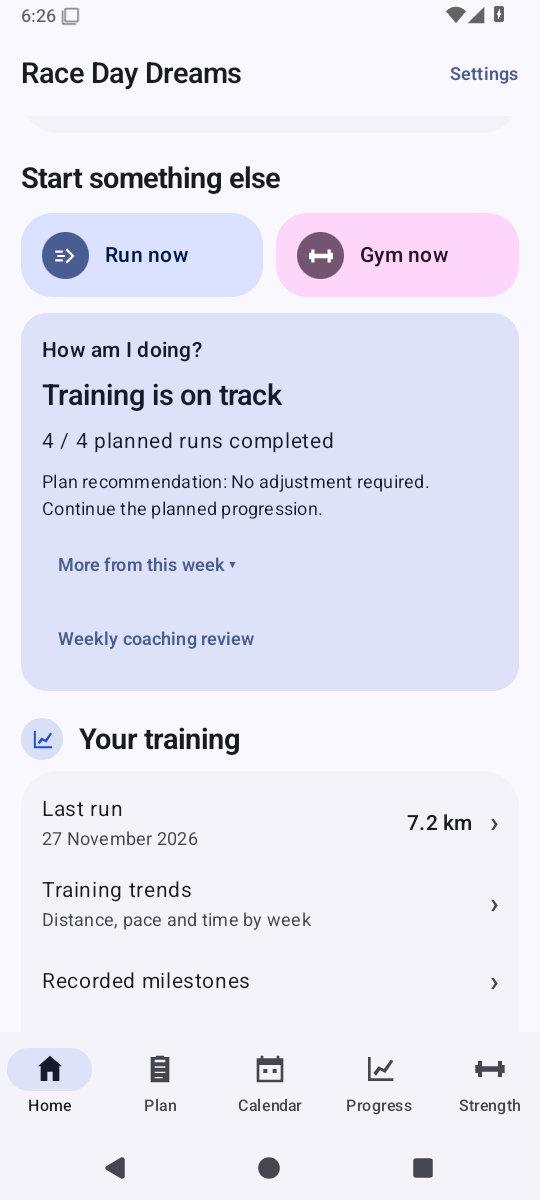 6:26
Race Day Dreams
Settings
Start something else
Run now
Gym now
How am I doing?
Training is on track
4 / 4 planned runs completed
Plan recommendation: No adjustment required.
Continue the planned progression.
More from this week ▾
Weekly coaching review
Your training
Last run
27 November 2026
7.2 km ›
Training trends
Distance, pace and time by week
›
Recorded milestones ›
Home
Plan
Calendar
Progress
Strength